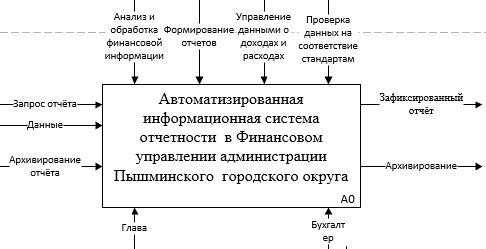 Анализ и
обработка
финансовой
информации
Формирование
отчетов
Управление
данными о
доходах и
расходах
Проверка
данных на
соответствие
стандартам
Запрос отчёта
Данные
Архивирование
отчёта
Автоматизированная
информационная система
отчетности в Финансовом
управлении администрации
Пышминского городского округа
A0
Зафиксированный
отчёт
Архивирование
Глава
Бухгалт
ер